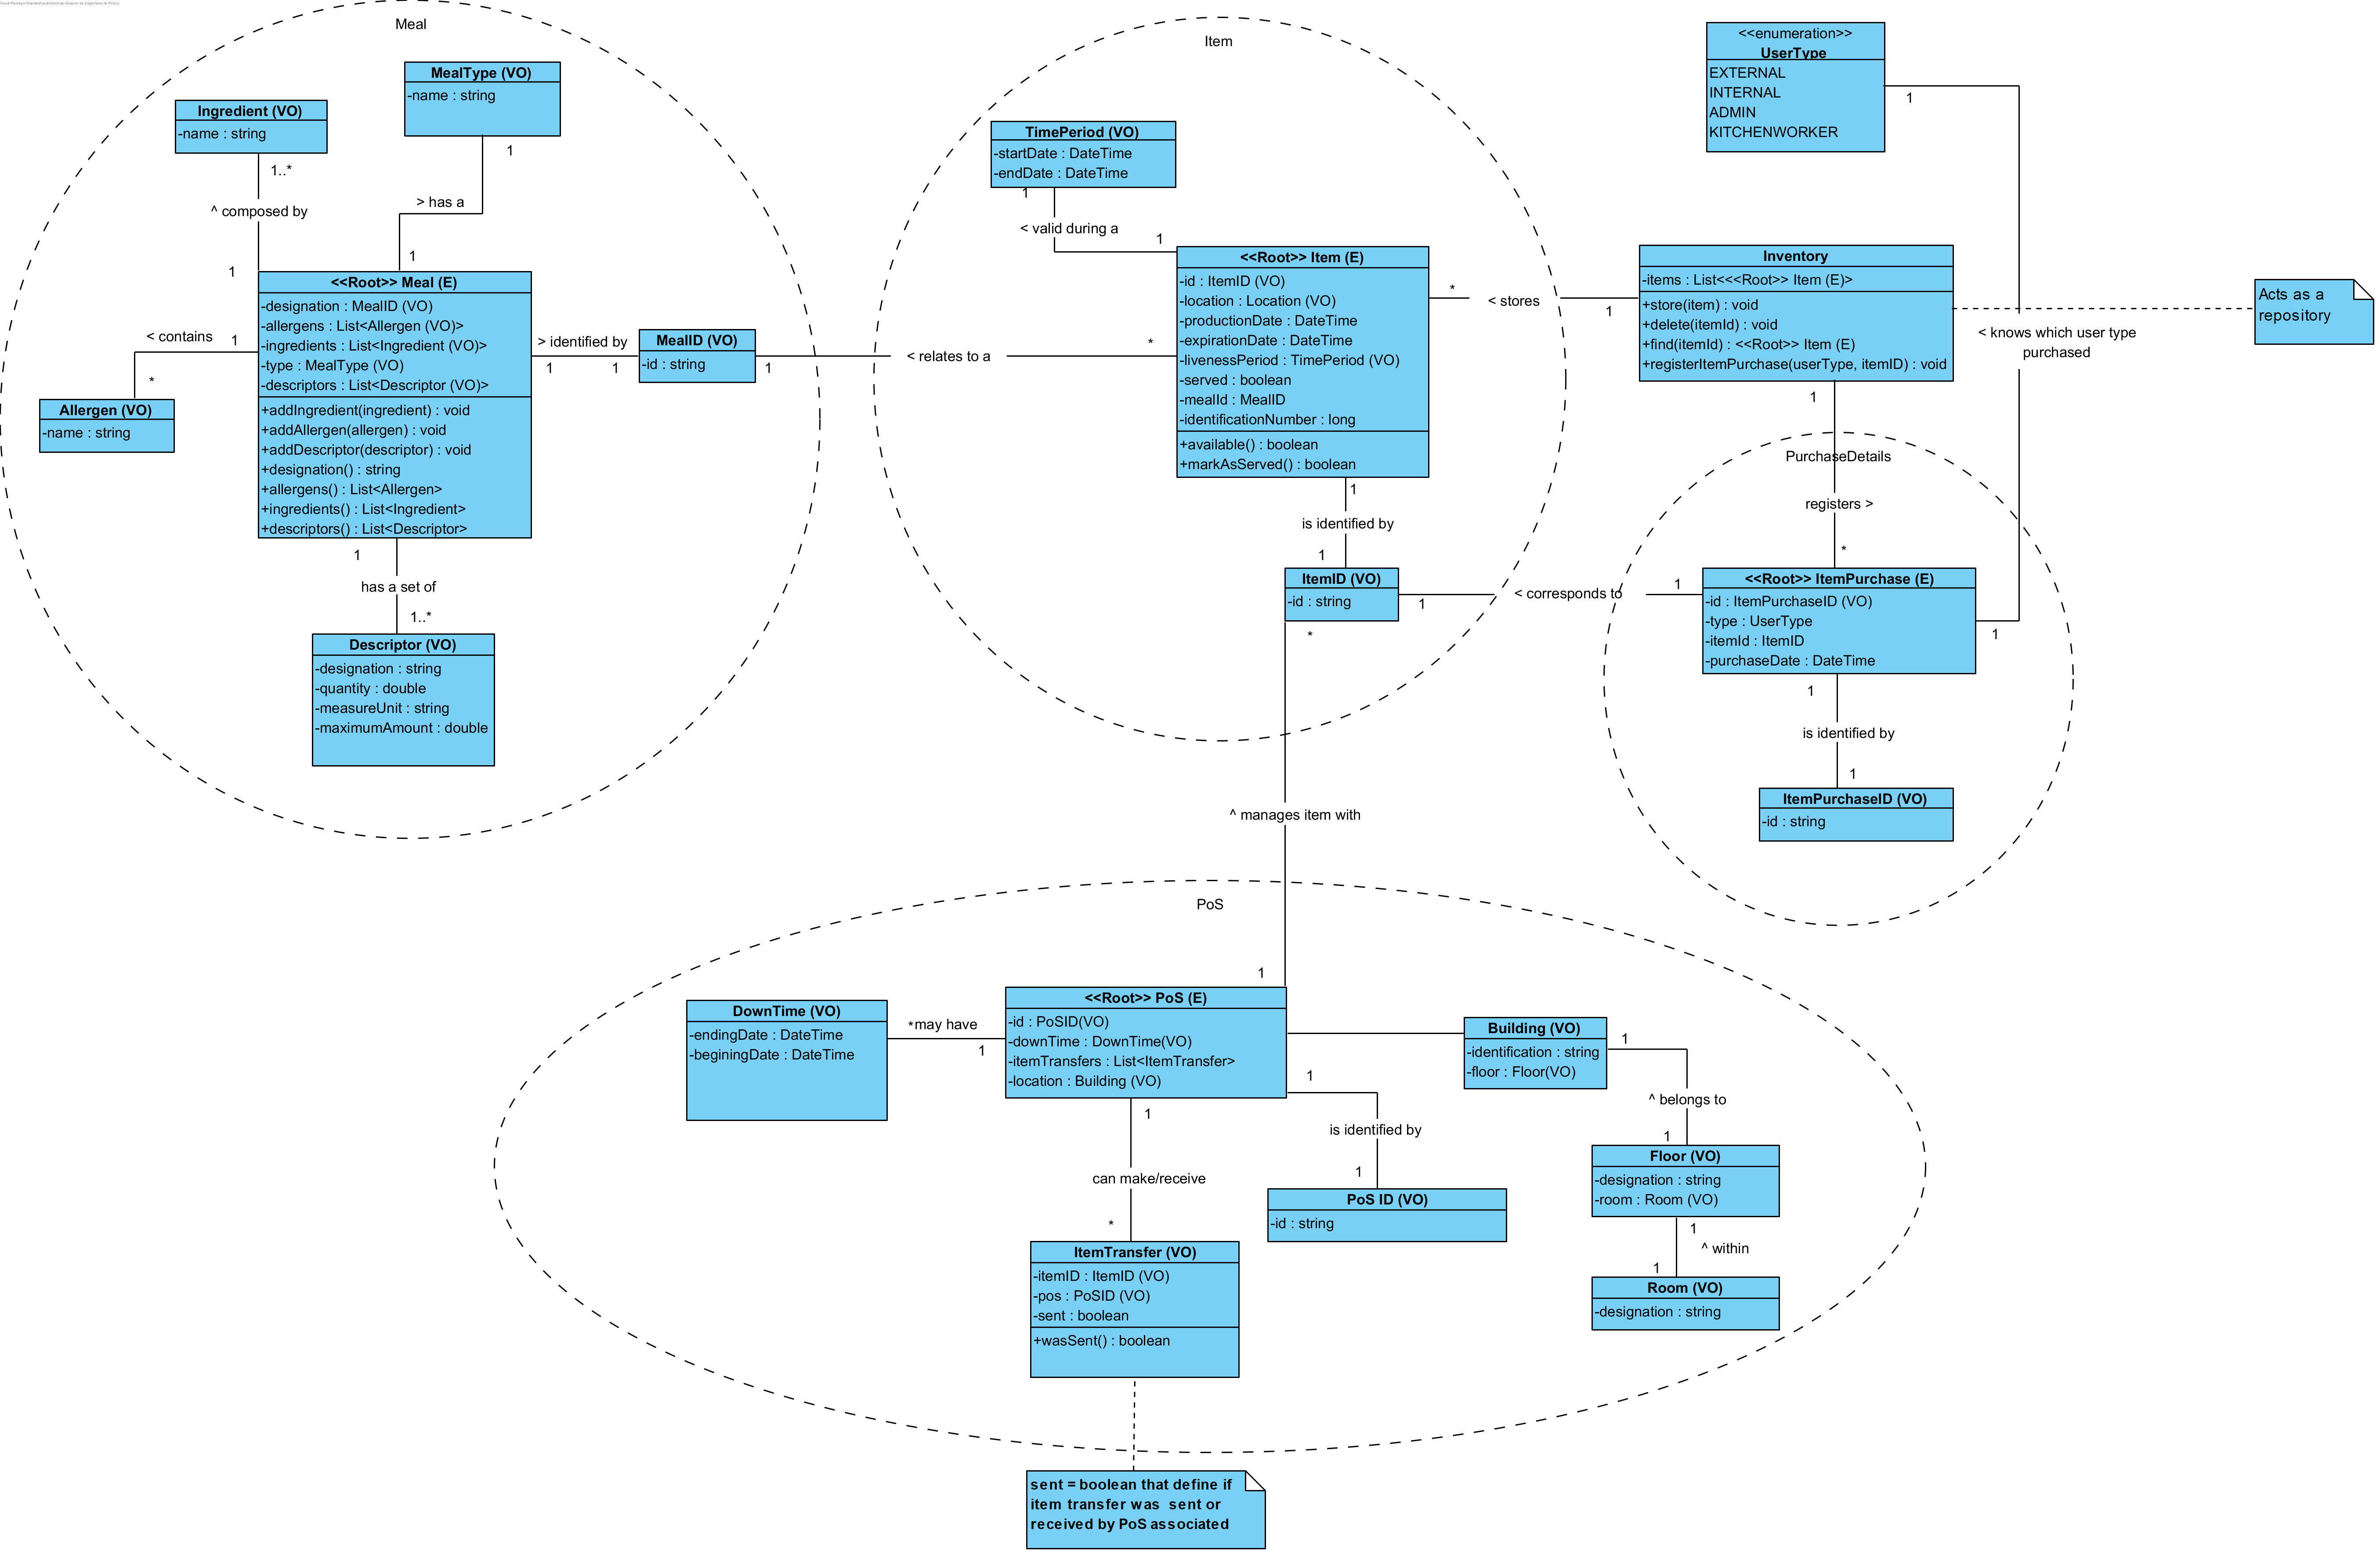 Meal
MealType (VO)
-name : string
Ingredient (VO)
-name : string
1..*
1
^ composed by
> has a
1
1
<<Root>> Meal (E)
-designation : MealID (VO)
-allergens : List<Allergen (VO)>
-ingredients : List<Ingredient (VO)>
-type : MealType (VO)
-descriptors : List<Descriptor (VO)>
+addIngredient(ingredient) : void
+addAllergen(allergen) : void
+addDescriptor(descriptor) : void
+designation() : string
+allergens() : List<Allergen>
+ingredients() : List<Ingredient>
+descriptors() : List<Descriptor>
< contains
1
*
Allergen (VO)
-name : string
> identified by
1
1
MealID (VO)
-id : string
1
< relates to a
*
1
has a set of
1..*
Descriptor (VO)
-designation : string
-quantity : double
-measureUnit : string
-maximumAmount : double
Item
TimePeriod (VO)
-startDate : DateTime
-endDate : DateTime
1
< valid during a
1
<<Root>> Item (E)
-id : ItemID (VO)
-location : Location (VO)
-productionDate : DateTime
-expirationDate : DateTime
-livenessPeriod : TimePeriod (VO)
-served : boolean
-mealId : MealID
-identificationNumber : long
+available() : boolean
+markAsServed() : boolean
*
< stores
1
1
is identified by
1
ItemID (VO)
-id : string
1
< corresponds to
1
*
<<enumeration>>
UserType
EXTERNAL
INTERNAL
ADMIN
KITCHENWORKER
1
Inventory
-items : List<<<Root>> Item (E)>
+store(item) : void
+delete(itemId) : void
+find(itemId) : <<Root>> Item (E)
+registerItemPurchase(userType, itemID) : void
< knows which user type
purchased
Acts as a
repository
1
PurchaseDetails
registers >
*
<<Root>> ItemPurchase (E)
-id : ItemPurchaseID (VO)
-type : UserType
-itemId : ItemID
-purchaseDate : DateTime
1
1
is identified by
1
ItemPurchaseID (VO)
-id : string
^ manages item with
PoS
1
<<Root>> PoS (E)
-id : PoSID(VO)
-downTime : DownTime(VO)
-itemTransfers : List<ItemTransfer>
-location : Building (VO)
DownTime (VO)
-endingDate : DateTime
-beginingDate : DateTime
*
may have
1
Building (VO)
-identification : string
-floor : Floor(VO)
1
^ belongs to
1
Floor (VO)
-designation : string
-room : Room (VO)
1
^ within
1
Room (VO)
-designation : string
1
is identified by
1
PoS ID (VO)
-id : string
1
can make/receive
*
ItemTransfer (VO)
-itemID : ItemID (VO)
-pos : PoSID (VO)
-sent : boolean
+wasSent() : boolean
sent = boolean that define if
item transfer was  sent or
received by PoS associated